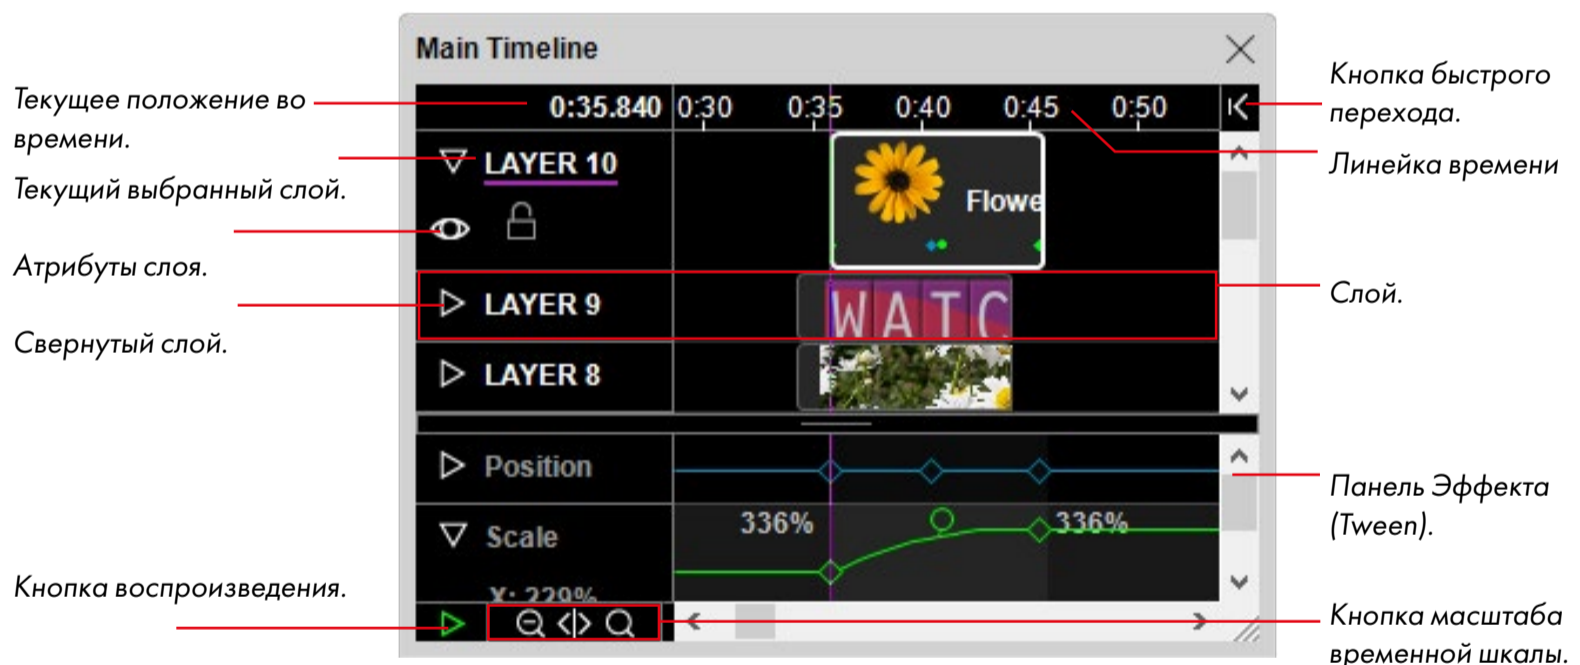 Main Timeline
Текущее положение во
времени.
Текущий выбранный слой.
Атрибуты слоя.
Свернутый слой.
Кнопка воспроизведения.
0:35.840
0:30 0:35 0:40 0:45 0:50
LAYER 10
Flowe
LAYER 9
WATC
LAYER 8
Position
Scale
336%
336%
X: 229%
Кнопка быстрого
перехода.
Линейка времени
Слой.
Панель Эффекта
(Tween).
Кнопка масштаба
временной шкалы.